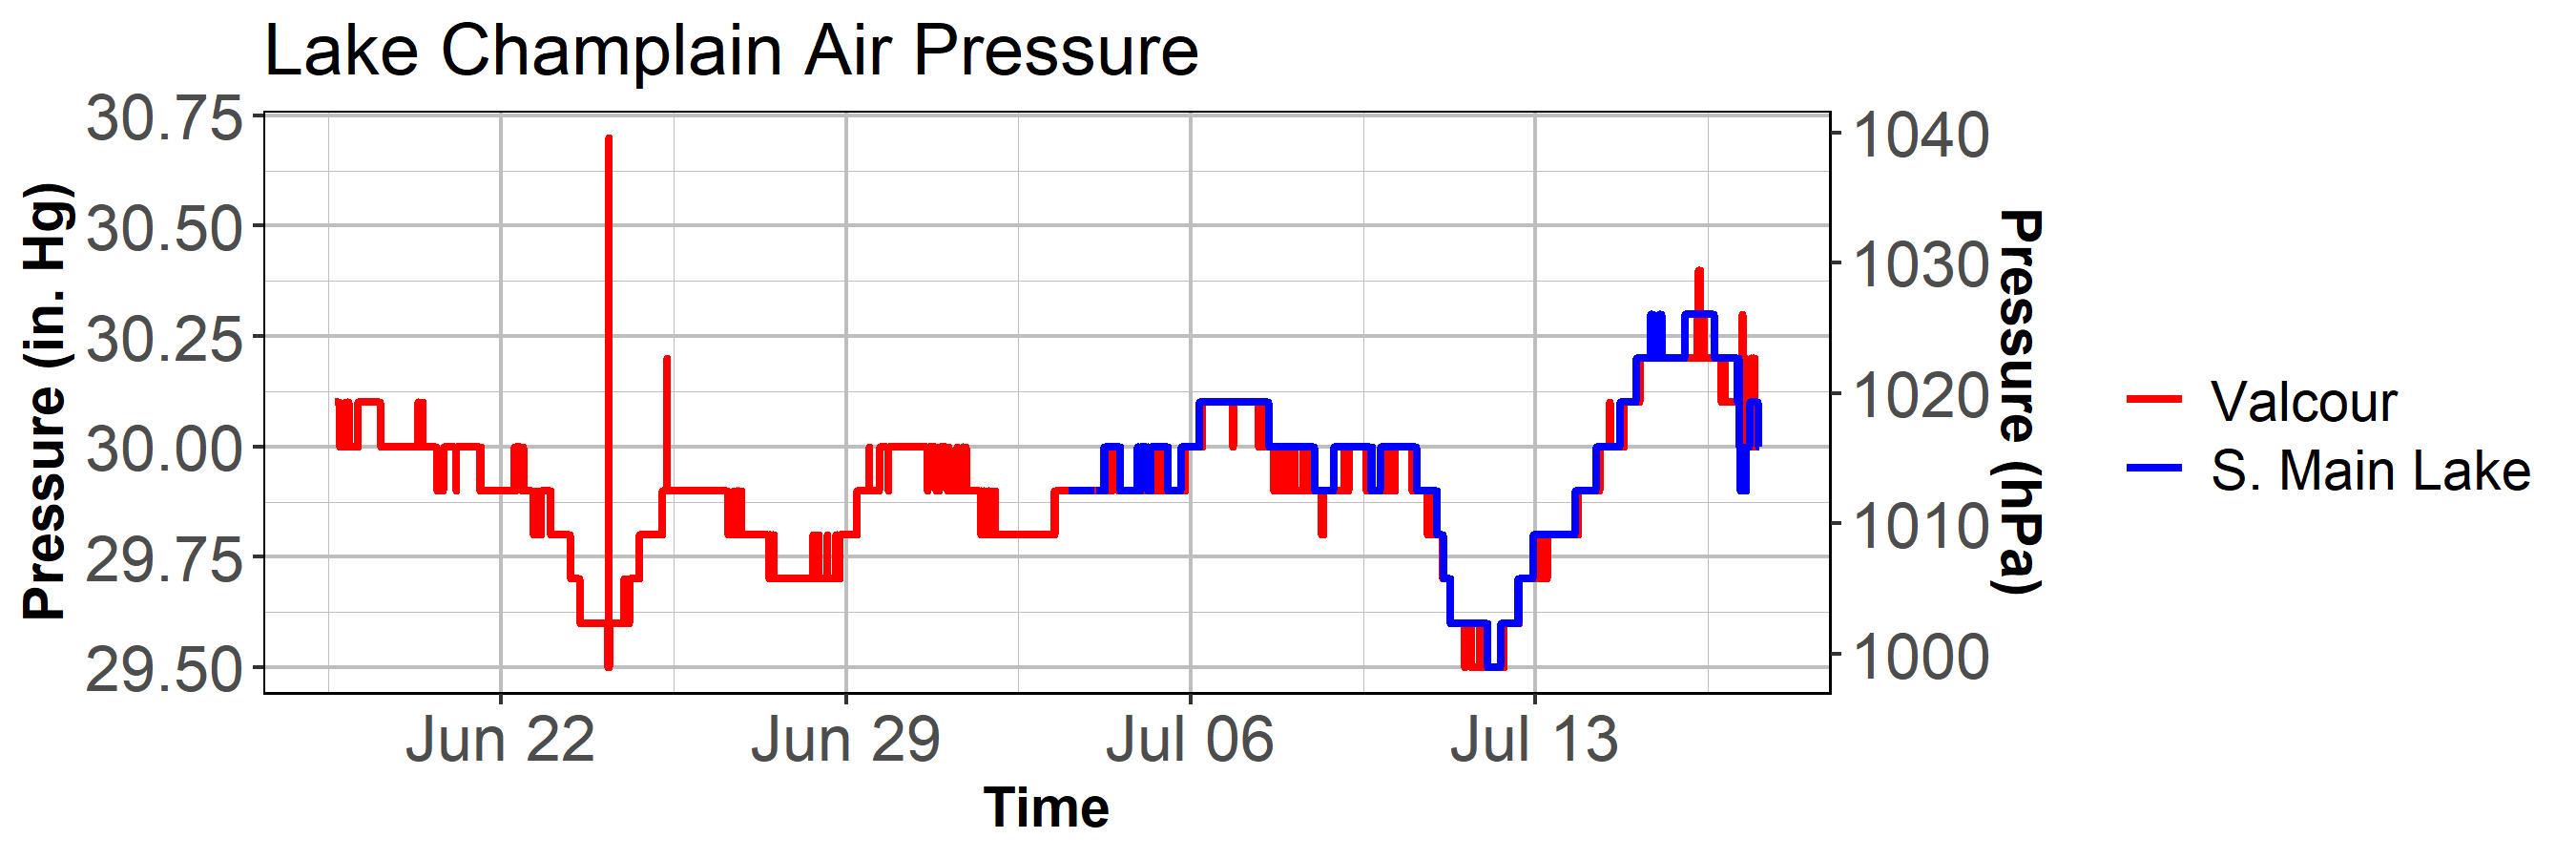 Lake Champlain Air Pressure
Pressure (in. Hg)
30.75
30.50
30.25
30.00
29.75
29.50
1040
1030
1020
1010
1000
Pressure (hPa)
Jun 22
Jun 29
Jul 06
Jul 13
Time
Valcour
S. Main Lake